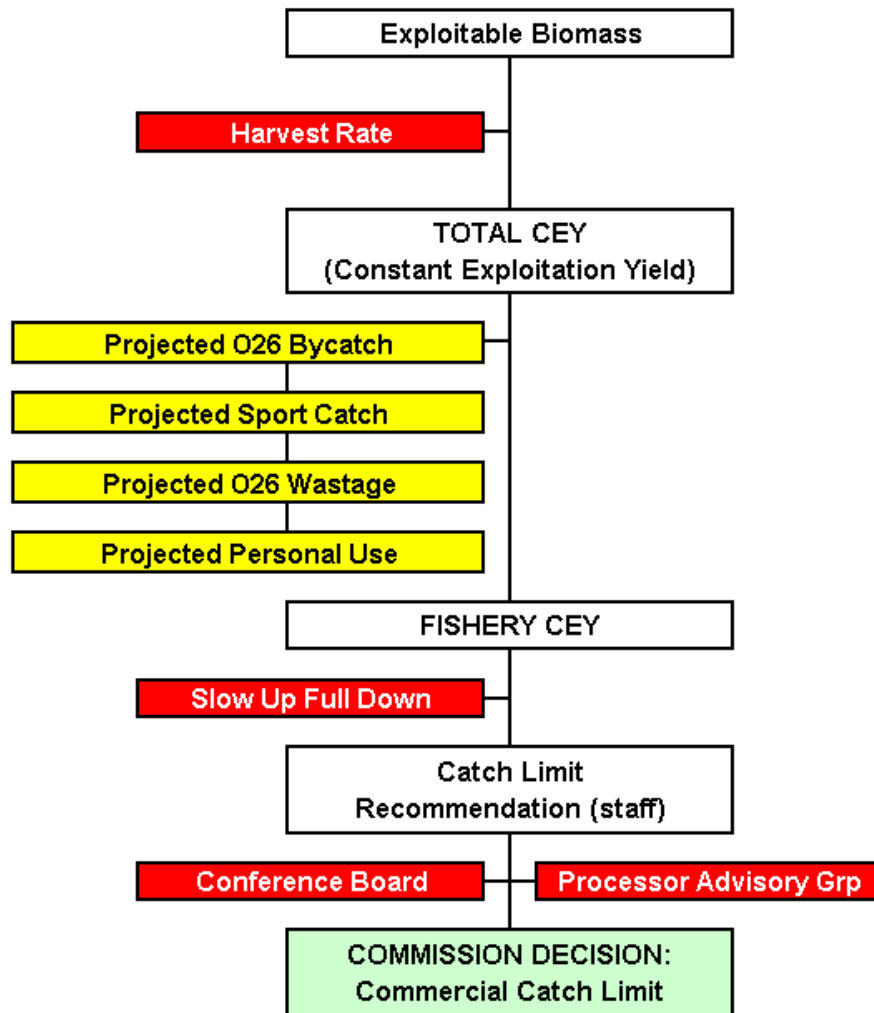 Exploitable Biomass
Harvest Rate
TOTAL CEY
(Constant Exploitation Yield)
Projected O26 Bycatch
Projected Sport Catch
Projected O26 Wastage
Projected Personal Use
FISHERY CEY
Slow Up Full Down
Catch Limit
Recommendation (staff)
Conference Board
Processor Advisory Grp
COMMISSION DECISION:
Commercial Catch Limit